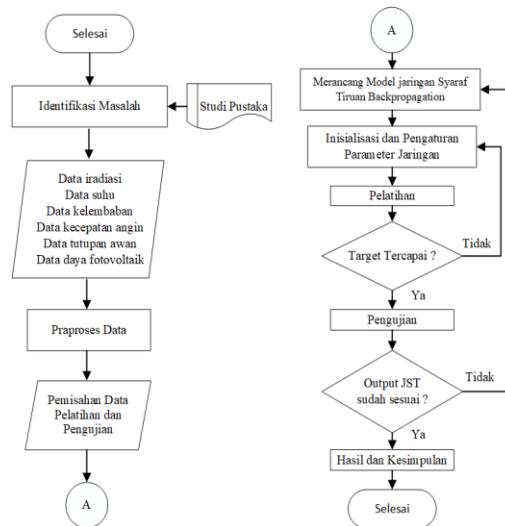 Selesai
Identifikasi Masalah
Studi Pustaka
Data iradiasi
Data suhu
Data kelembaban
Data kecepatan angin
Data tutupan awan
Data daya fotovoltaik
Praproses Data
Pemisahan Data
Pelatihan dan
Pengujian
A
A
Merancang Model jaringan Syaraf
Tiruan Backpropagation
Inisialisasi dan Pengaturan
Parameter Jaringan
Pelatihan
Target Tercapai ?
Tidak
Ya
Pengujian
Output JST
sudah sesuai ?
Tidak
Ya
Hasil dan Kesimpulan
Selesai